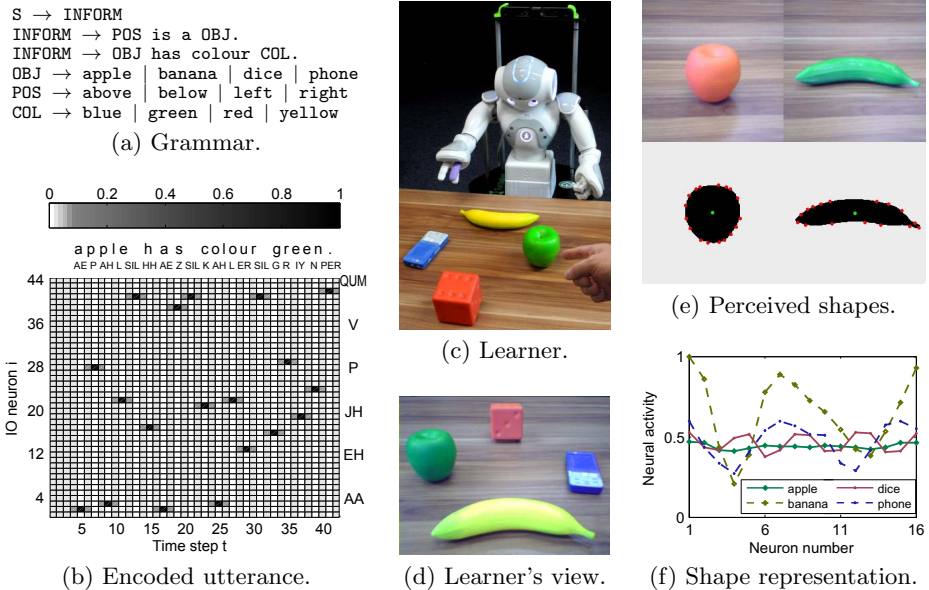 S → INFORM
INFORM → POS is a OBJ.
INFORM → OBJ has colour COL.
OBJ → apple | banana | dice | phone
POS → above | below | left | right
COL → blue | green | red | yellow
(a) Grammar.
0 0.2 0.4 0.6 0.8 1
apple has colour green.
AE P AH L SIL HH AE Z SIL K AH L ER SIL G R IY N PER
44 QUM
36 V
28 P
20 JH
12 EH
4 AA
IO neuron i
5 10 15 20 25 30 35 40
Time step t
(b) Encoded utterance.
(c) Learner.
(d) Learner's view.
(e) Perceived shapes.
1
0.5
0
Neural activity
apple dice
banana phone
1 6 11 16
Neuron number
(f) Shape representation.